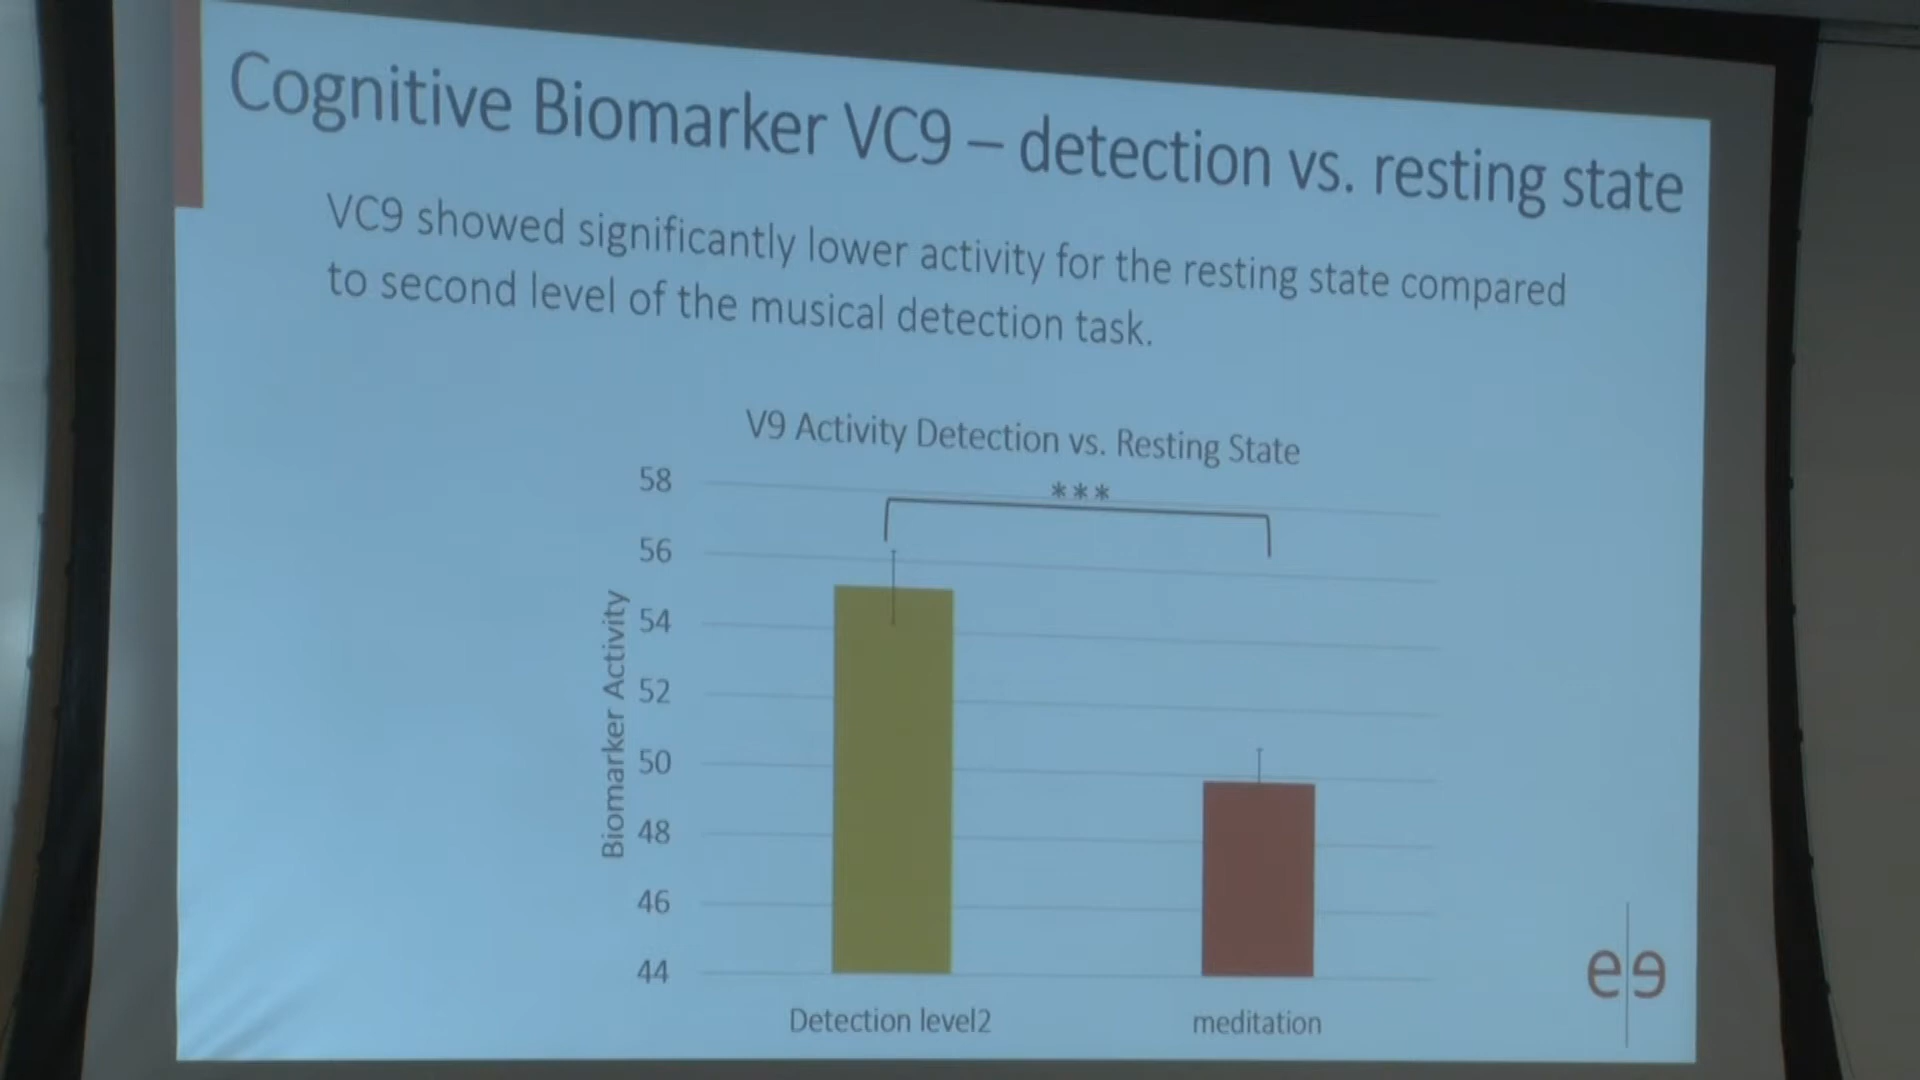 Cognitive Biomarker VC9 – detection vs. resting state
VC9 showed significantly lower activity for the resting state compared
to second level of the musical detection task.
V9 Activity Detection vs. Resting State
***
58
56
54
52
50
48
46
44
Biomarker Activity
Detection level2
meditation
e|9